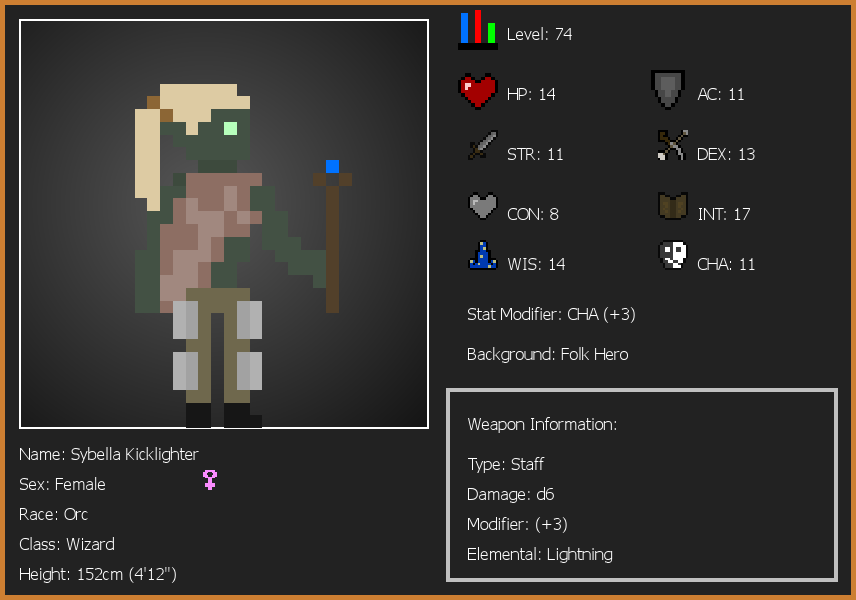 Level: 74
HP: 14
AC: 11
STR: 11
DEX: 13
CON: 8
INT: 17
WIS: 14
CHA: 11
Stat Modifier: CHA (+3)
Background: Folk Hero
Weapon Information:
Type: Staff
Damage: d6
Modifier: (+3)
Elemental: Lightning
Name: Sybella Kicklighter
Sex: Female
Race: Orc
Class: Wizard
Height: 152cm (4'12")